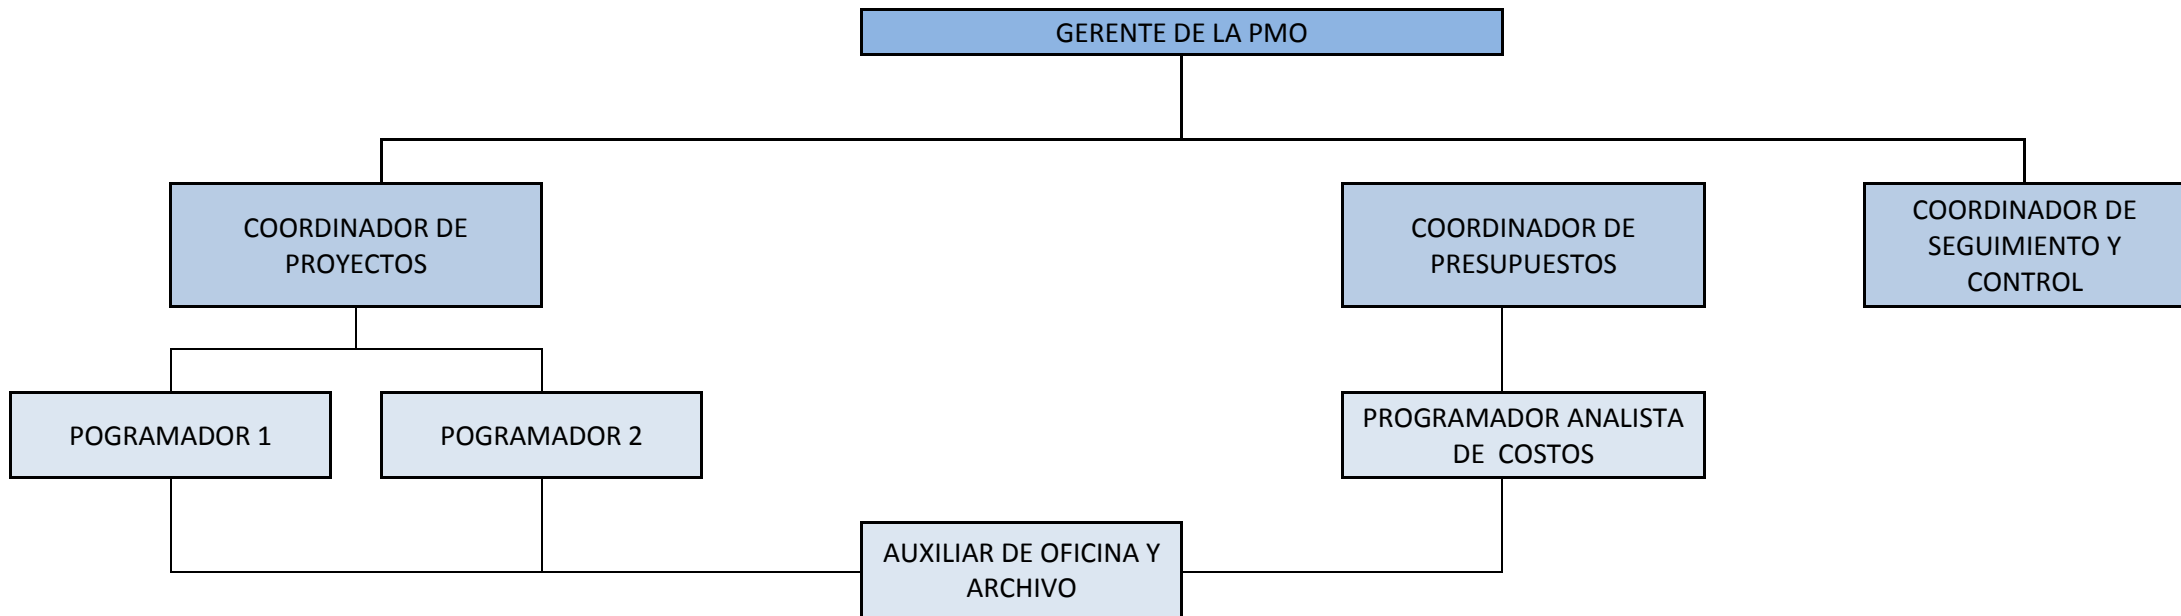 GERENTE DE LA PMO
COORDINADOR DE
PROYECTOS
COORDINADOR DE
PRESUPUESTOS
COORDINADOR DE
SEGUIMIENTO Y
CONTROL
POGRAMADOR 1
POGRAMADOR 2
PROGRAMADOR ANALISTA
DE  COSTOS
AUXILIAR DE OFICINA Y
ARCHIVO